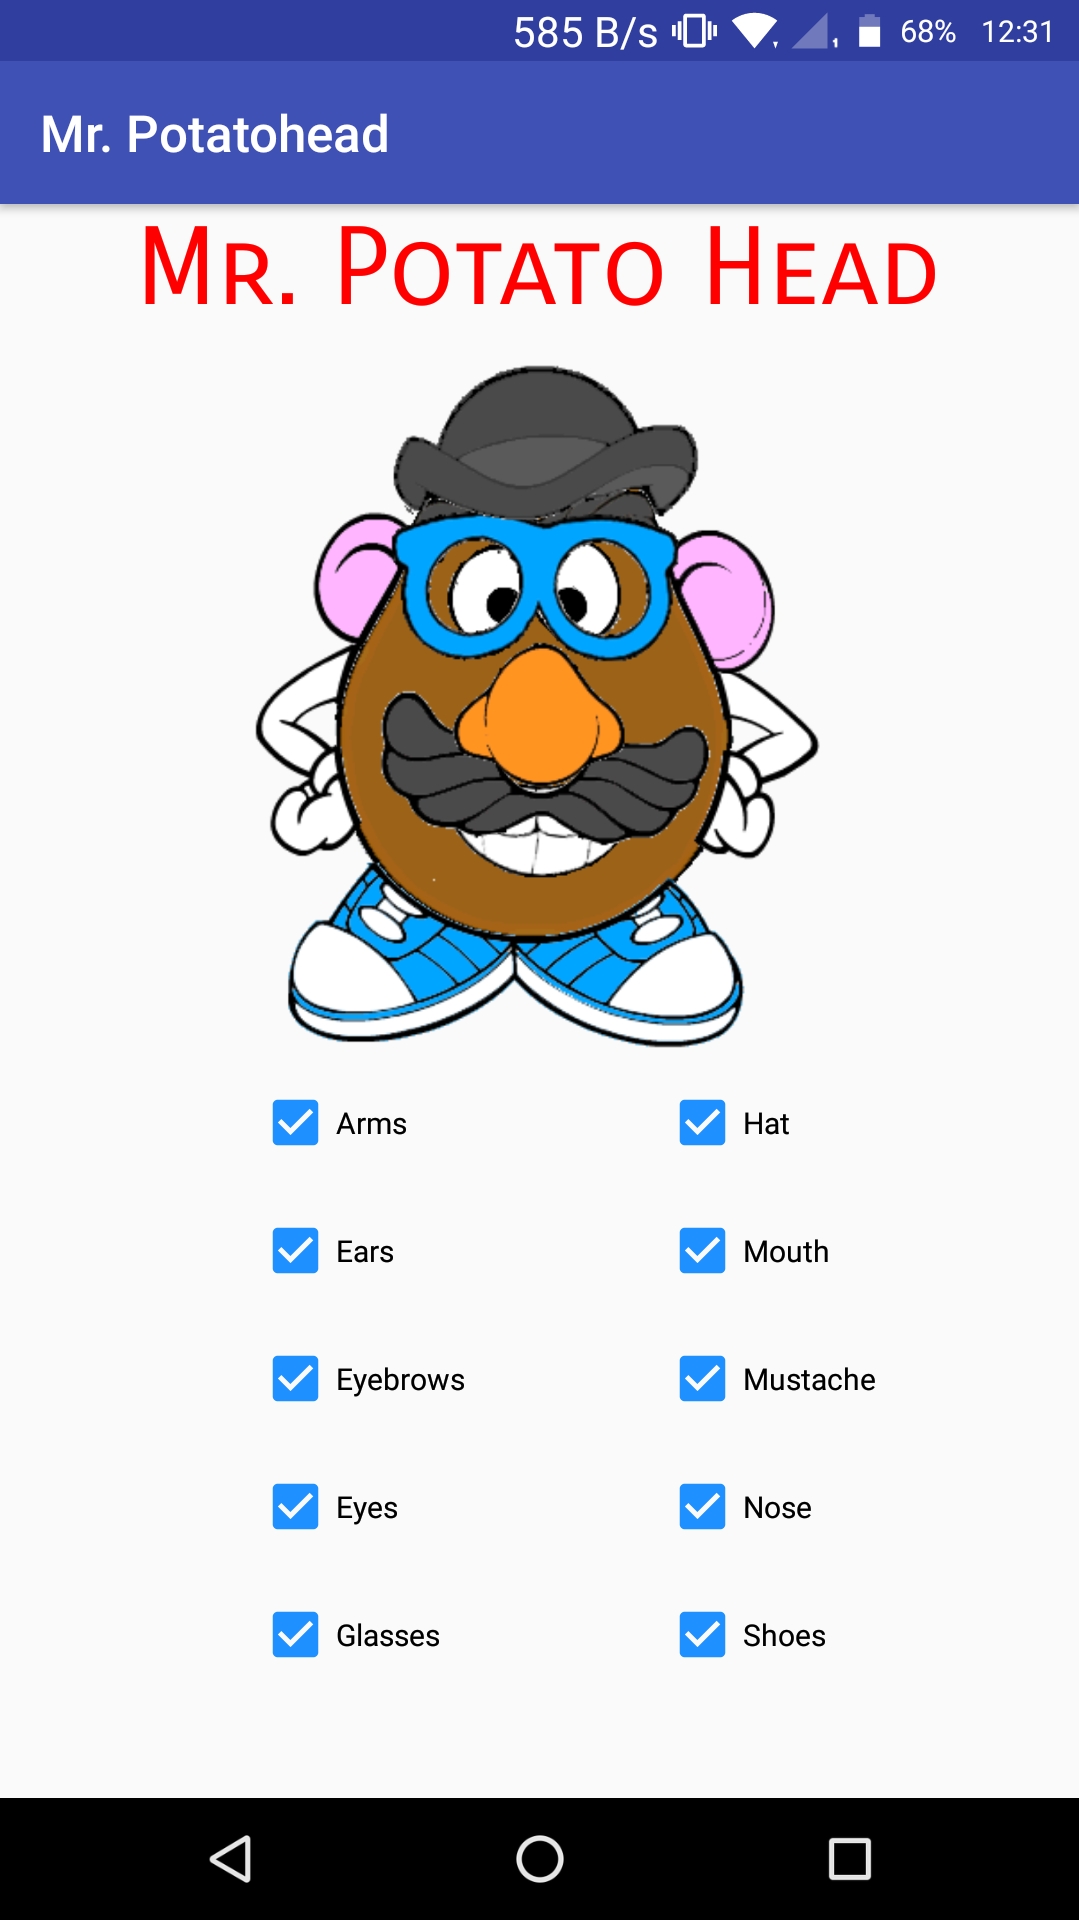 585 B/s 68% 12:31
Mr. Potatohead
Mr. Potato Head
Arms Hat
Ears Mouth
Eyebrows Mustache
Eyes Nose
Glasses Shoes